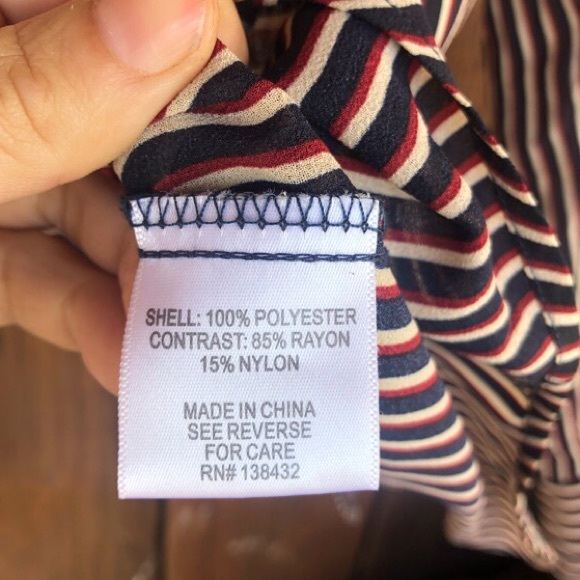 SHELL: 100% POLYESTER
CONTRAST: 85% RAYON
15% NYLON
MADE IN CHINA
SEE REVERSE
FOR CARE
RN# 138432